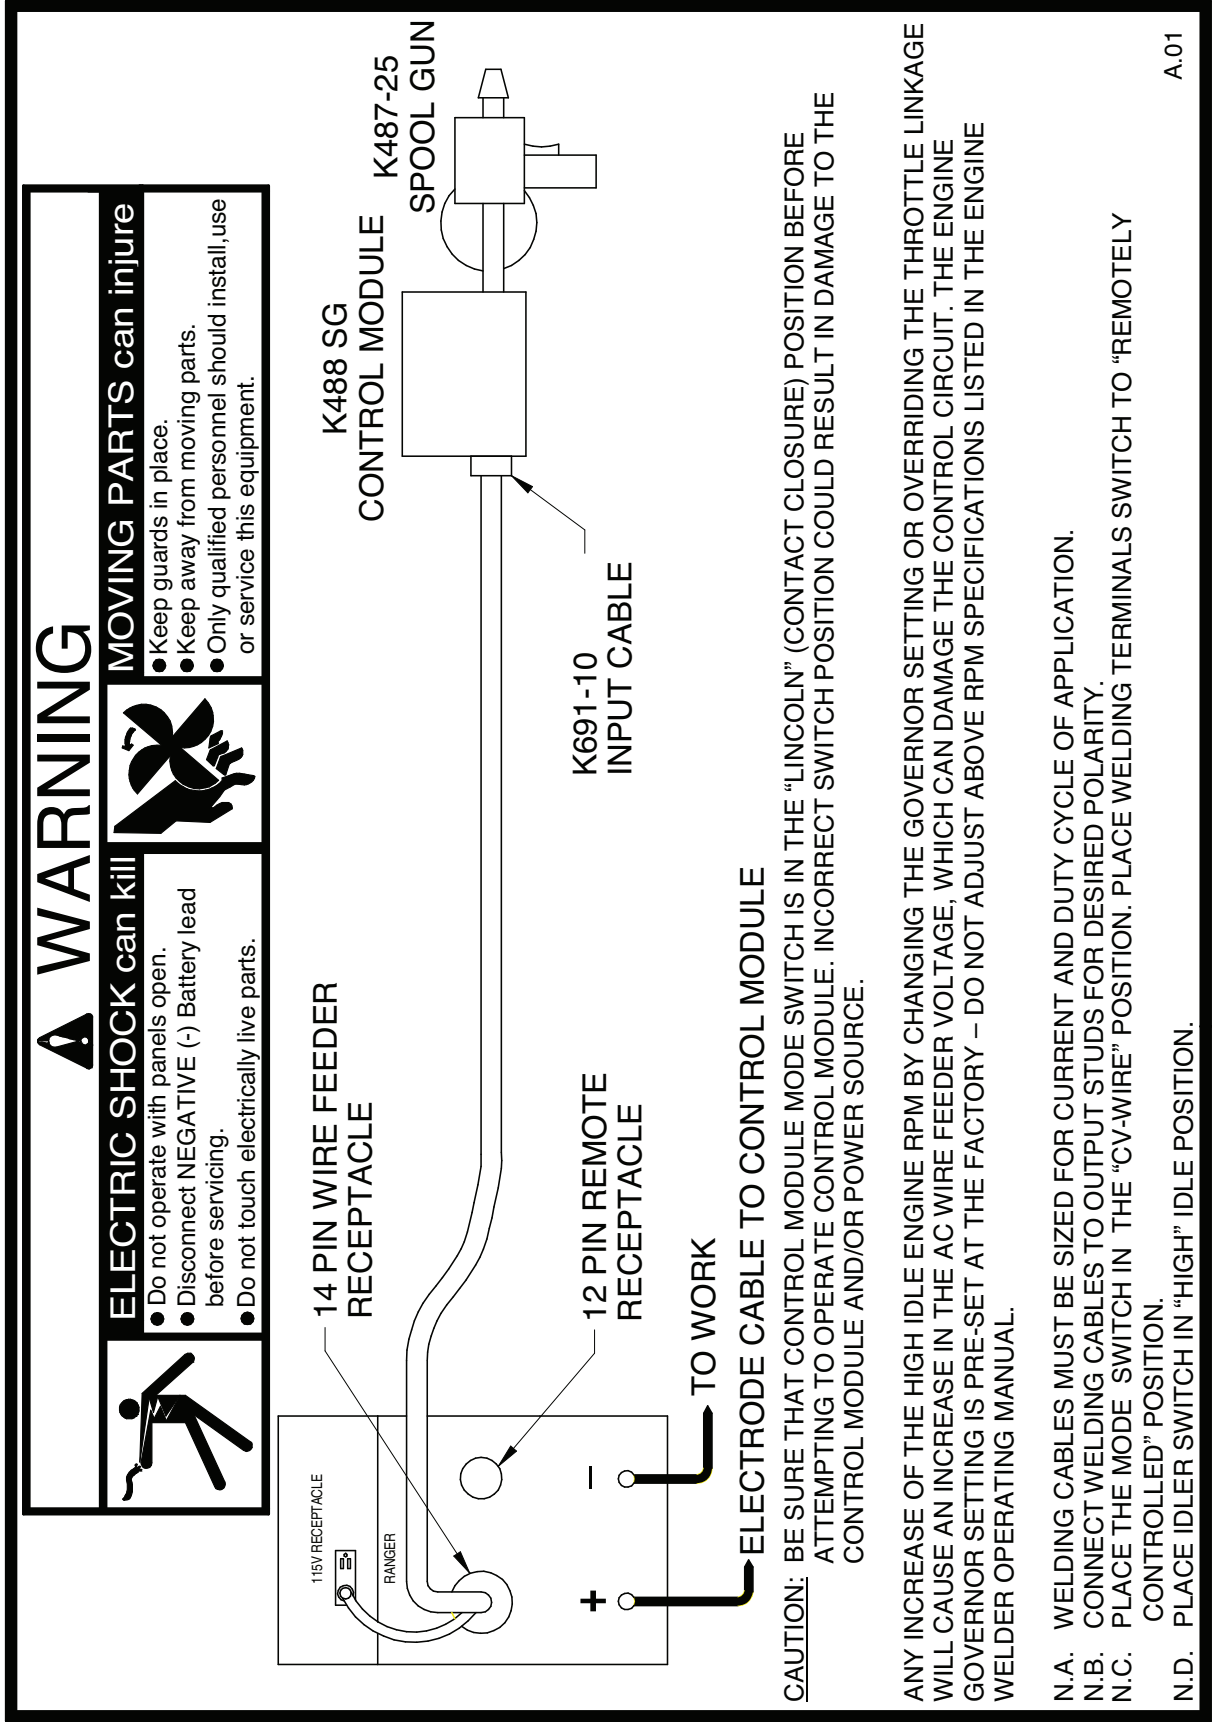 WARNING
ELECTRIC SHOCK can kill
● Do not operate with panels open.
● Disconnect NEGATIVE (-) Battery lead
before servicing.
● Do not touch electrically live parts.
MOVING PARTS can injure
● Keep guards in place.
● Keep away from moving parts.
● Only qualified personnel should install,use
or service this equipment.
115V RECEPTACLE
RANGER
14 PIN WIRE FEEDER
RECEPTACLE
12 PIN REMOTE
RECEPTACLE
K488 SG
CONTROL MODULE
K487-25
SPOOL GUN
K691-10
INPUT CABLE
+
–
TO WORK
ELECTRODE CABLE TO CONTROL MODULE
CAUTION: BE SURE THAT CONTROL MODULE MODE SWITCH IS IN THE “LINCOLN” (CONTACT CLOSURE) POSITION BEFORE
ATTEMPTING TO OPERATE CONTROL MODULE. INCORRECT SWITCH POSITION COULD RESULT IN DAMAGE TO THE
CONTROL MODULE AND/OR POWER SOURCE.
ANY INCREASE OF THE HIGH IDLE ENGINE RPM BY CHANGING THE GOVERNOR SETTING OR OVERRIDING THE THROTTLE LINKAGE
WILL CAUSE AN INCREASE IN THE AC WIRE FEEDER VOLTAGE, WHICH CAN DAMAGE THE CONTROL CIRCUIT. THE ENGINE
GOVERNOR SETTING IS PRE-SET AT THE FACTORY – DO NOT ADJUST ABOVE RPM SPECIFICATIONS LISTED IN THE ENGINE
WELDER OPERATING MANUAL.
N.A. WELDING CABLES MUST BE SIZED FOR CURRENT AND DUTY CYCLE OF APPLICATION.
N.B. CONNECT WELDING CABLES TO OUTPUT STUDS FOR DESIRED POLARITY.
N.C. PLACE THE MODE SWITCH IN THE “CV-WIRE” POSITION. PLACE WELDING TERMINALS SWITCH TO “REMOTELY
CONTROLLED” POSITION.
N.D. PLACE IDLER SWITCH IN “HIGH” IDLE POSITION.
A.01